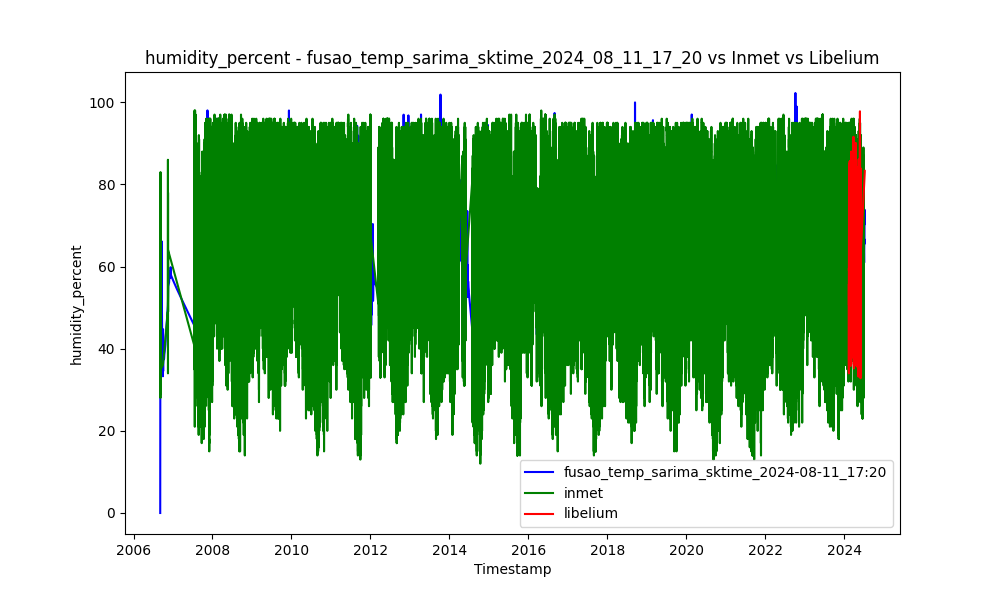 humidity_percent - fusao_temp_sarima_sktime_2024_08_11_17_20 vs Inmet vs Libelium
humidity_percent
100
80
60
40
20
0
fusao_temp_sarima_sktime_2024-08-11_17:20
inmet
libelium
2006 2008 2010 2012 2014 2016 2018 2020 2022 2024
Timestamp